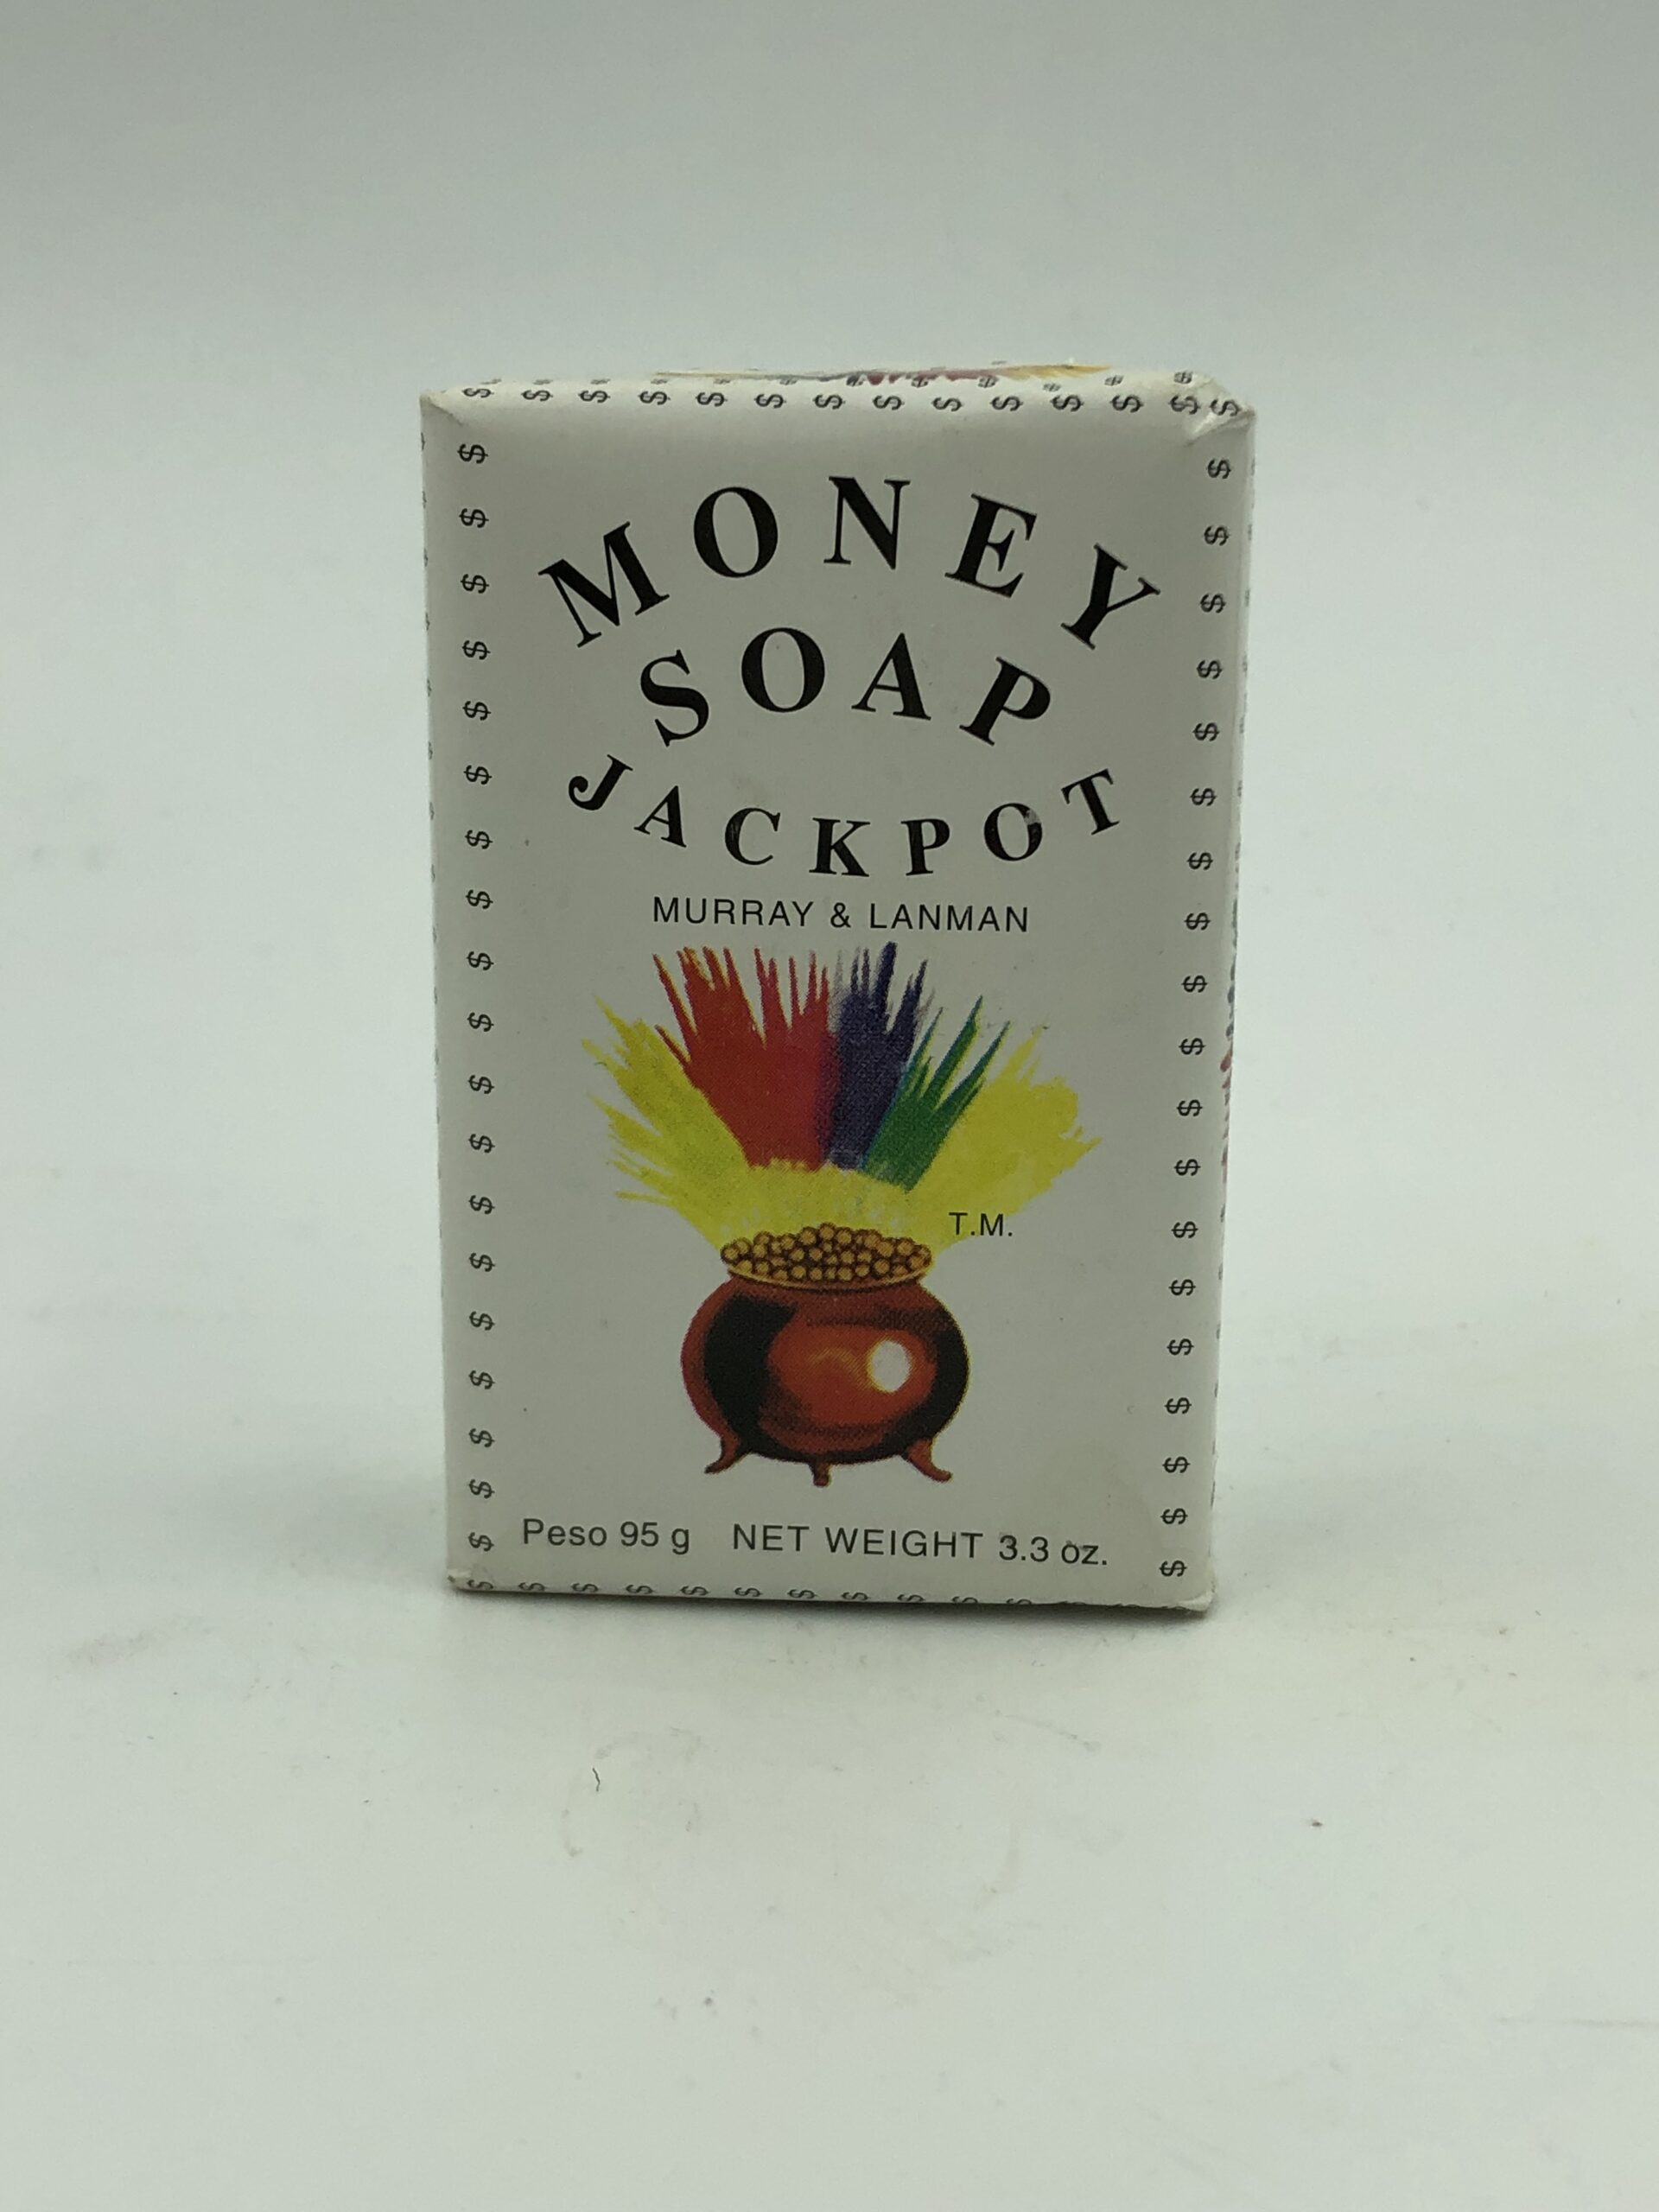 MONEY
SOAP
JACKPOT
MURRAY & LANMAN
T.M.
Peso 95 g NET WEIGHT 3.3 oz.